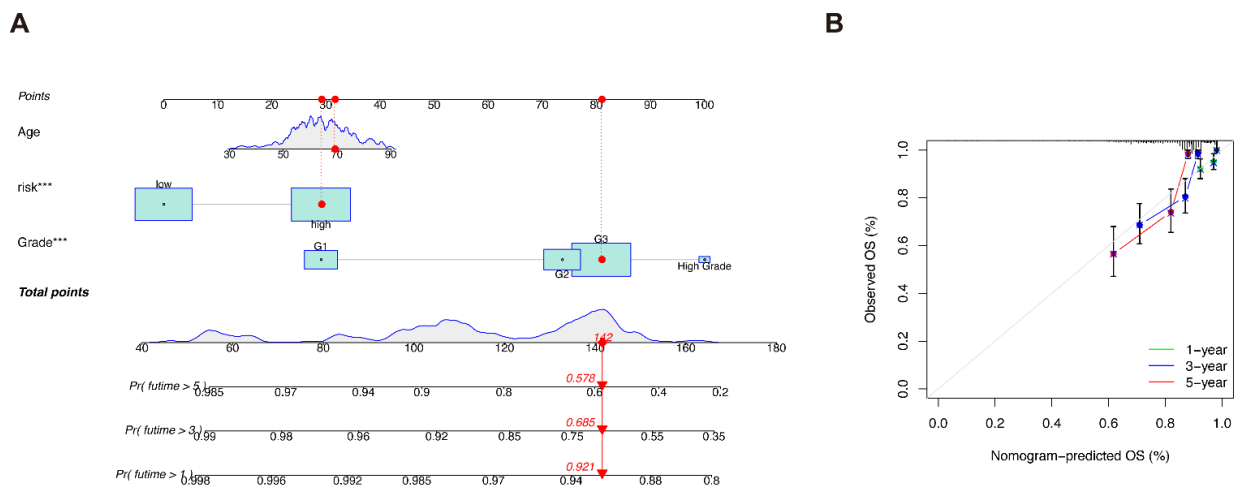 A
B
Points
0 10 20 30 40 50 60 70 80 90 100
Age
30 50 70 90
risk***
low
high
Grade***
G1
G2
G3
High Grade
Total points
142
40 60 80 100 120 140 160 180
0.578
Pr( futime > 5 )
0.985 0.97 0.94 0.9 0.8 0.6 0.4 0.2
0.685
Pr( futime > 3 )
0.99 0.98 0.96 0.92 0.85 0.75 0.55 0.35
0.921
Pr( futime > 1 )
0.998 0.996 0.992 0.985 0.97 0.94 0.88 0.8
Observed OS (%)
1.0
0.8
0.6
0.4
0.2
0.0
1-year
3-year
5-year
0.0 0.2 0.4 0.6 0.8 1.0
Nomogram-predicted OS (%)